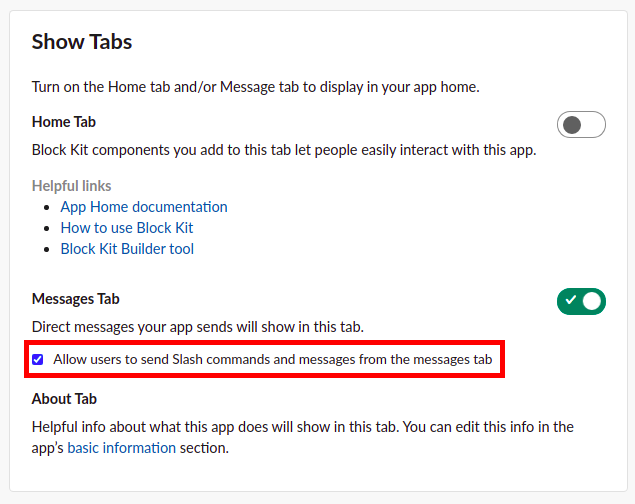 Show Tabs
Turn on the Home tab and/or Message tab to display in your app home.
Home Tab
Block Kit components you add to this tab let people easily interact with this app.
Helpful links
App Home documentation
How to use Block Kit
Block Kit Builder tool
Messages Tab
Direct messages your app sends will show in this tab.
Allow users to send Slash commands and messages from the messages tab
About Tab
Helpful info about what this app does will show in this tab. You can edit this info in the
app's basic information section.